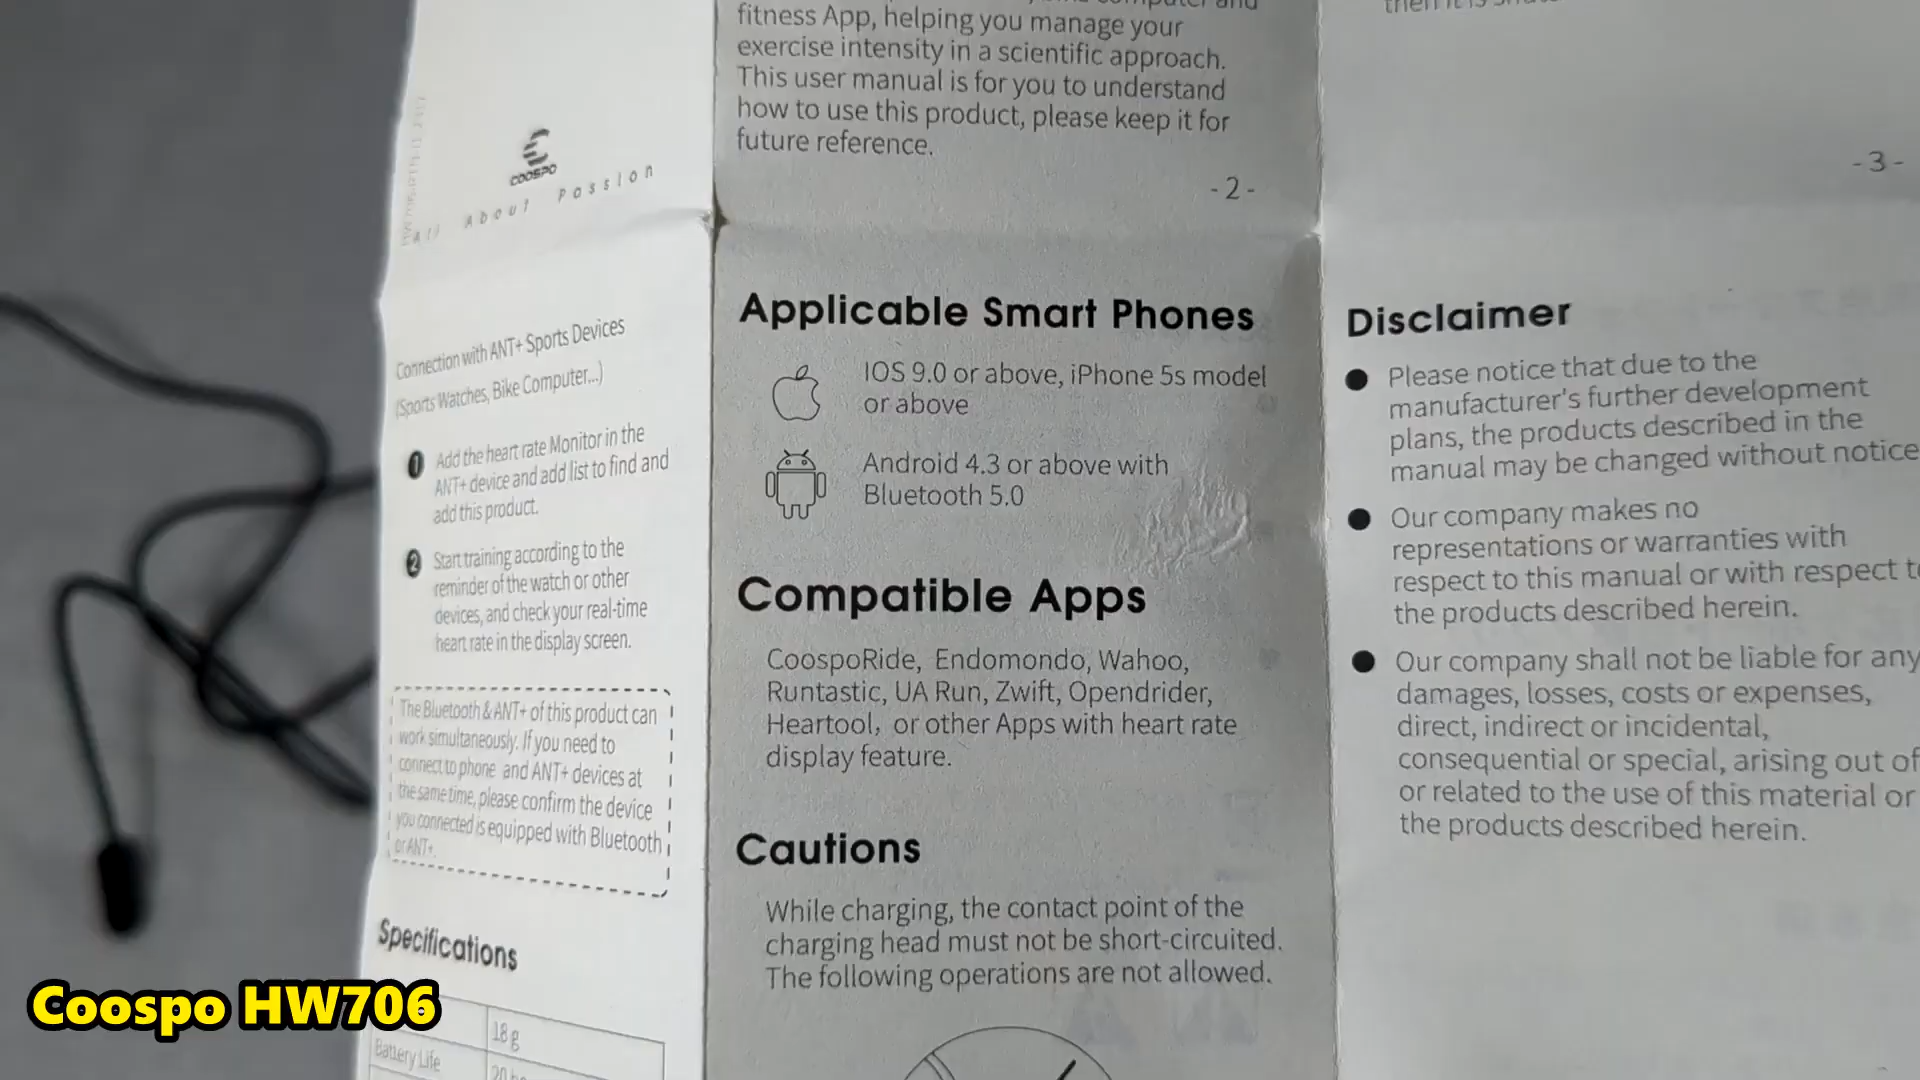 COOSPO
All About Passion
Connection with ANT+ Sports Devices
(Sports Watches, Bike Computer...)
1 Add the heart rate Monitor in the
ANT+ device and add list to find and
add this product.
2 Start training according to the
reminder of the watch or other
devices, and check your real-time
heart rate in the display screen.
The Bluetooth & ANT+ of this product can
work simultaneously. If you need to
connect to phone and ANT+ devices at
the same time, please confirm the device
you connected is equipped with Bluetooth
or ANT+.
Specifications
18 g
Battery Life
20
fitness App, helping you manage your
exercise intensity in a scientific approach.
This user manual is for you to understand
how to use this product, please keep it for
future reference.
- 2 -
Applicable Smart Phones
IOS 9.0 or above, iPhone 5s model
or above
Android 4.3 or above with
Bluetooth 5.0
Compatible Apps
CoospoRide, Endomondo, Wahoo,
Runtastic, UA Run, Zwift, Opendrider,
Heartool, or other Apps with heart rate
display feature.
Cautions
While charging, the contact point of the
charging head must not be short-circuited.
The following operations are not allowed.
- 3 -
Disclaimer
● Please notice that due to the
manufacturer's further development
plans, the products described in the
manual may be changed without notice
● Our company makes no
representations or warranties with
respect to this manual or with respect to
the products described herein.
● Our company shall not be liable for any
damages, losses, costs or expenses,
direct, indirect or incidental,
consequential or special, arising out of
or related to the use of this material or
the products described herein.
Coospo HW706